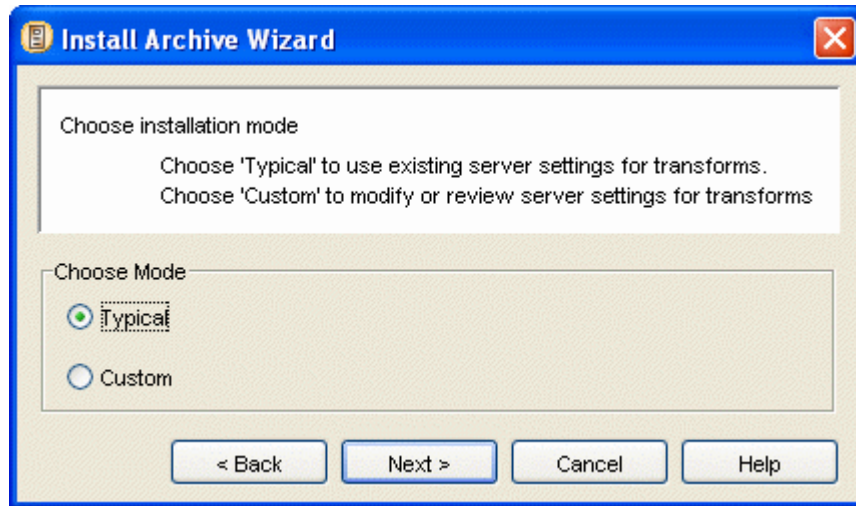 Install Archive Wizard
Choose installation mode
Choose 'Typical' to use existing server settings for transforms.
Choose 'Custom' to modify or review server settings for transforms
Choose Mode
Typical
Custom
< Back
Next >
Cancel
Help